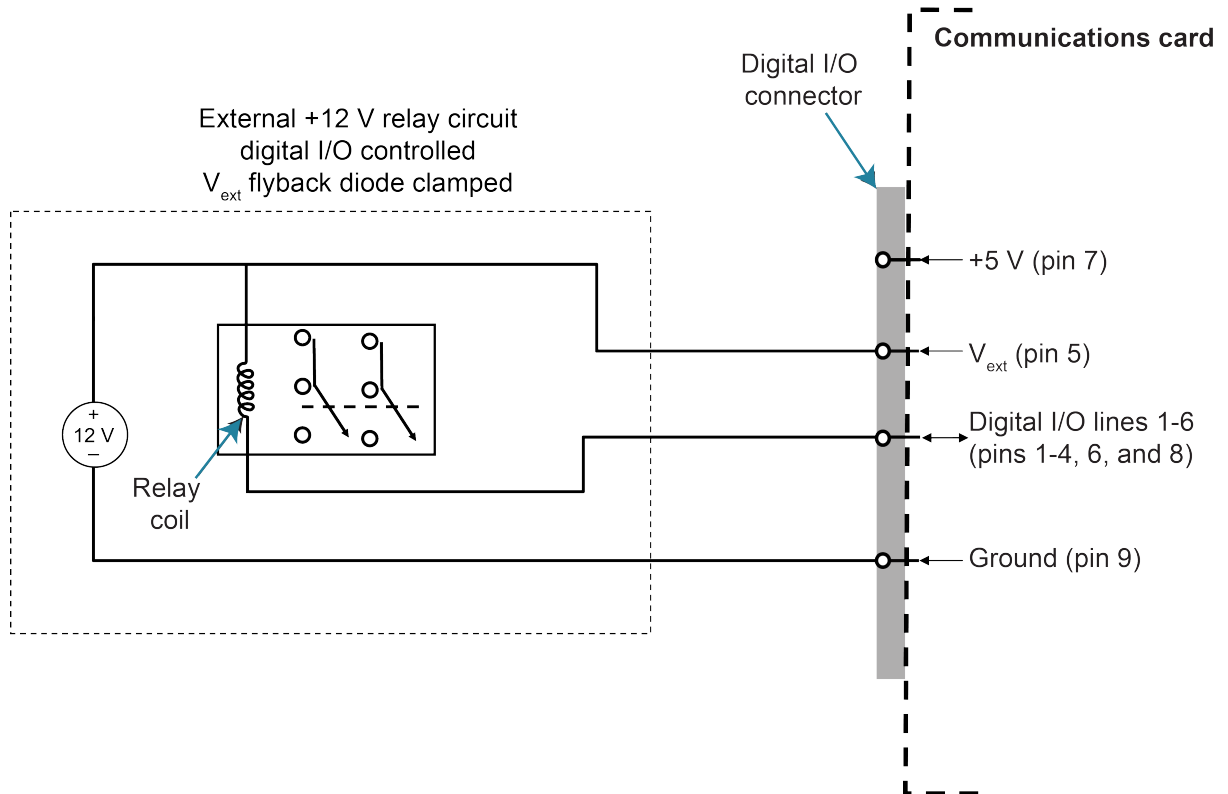 Communications card
Digital I/O
connector
External +12 V relay circuit
digital I/O controlled
Vext flyback diode clamped
+5 V (pin 7)
Vext (pin 5)
Digital I/O lines 1-6
(pins 1-4, 6, and 8)
+
12 V
–
Relay
coil
Ground (pin 9)